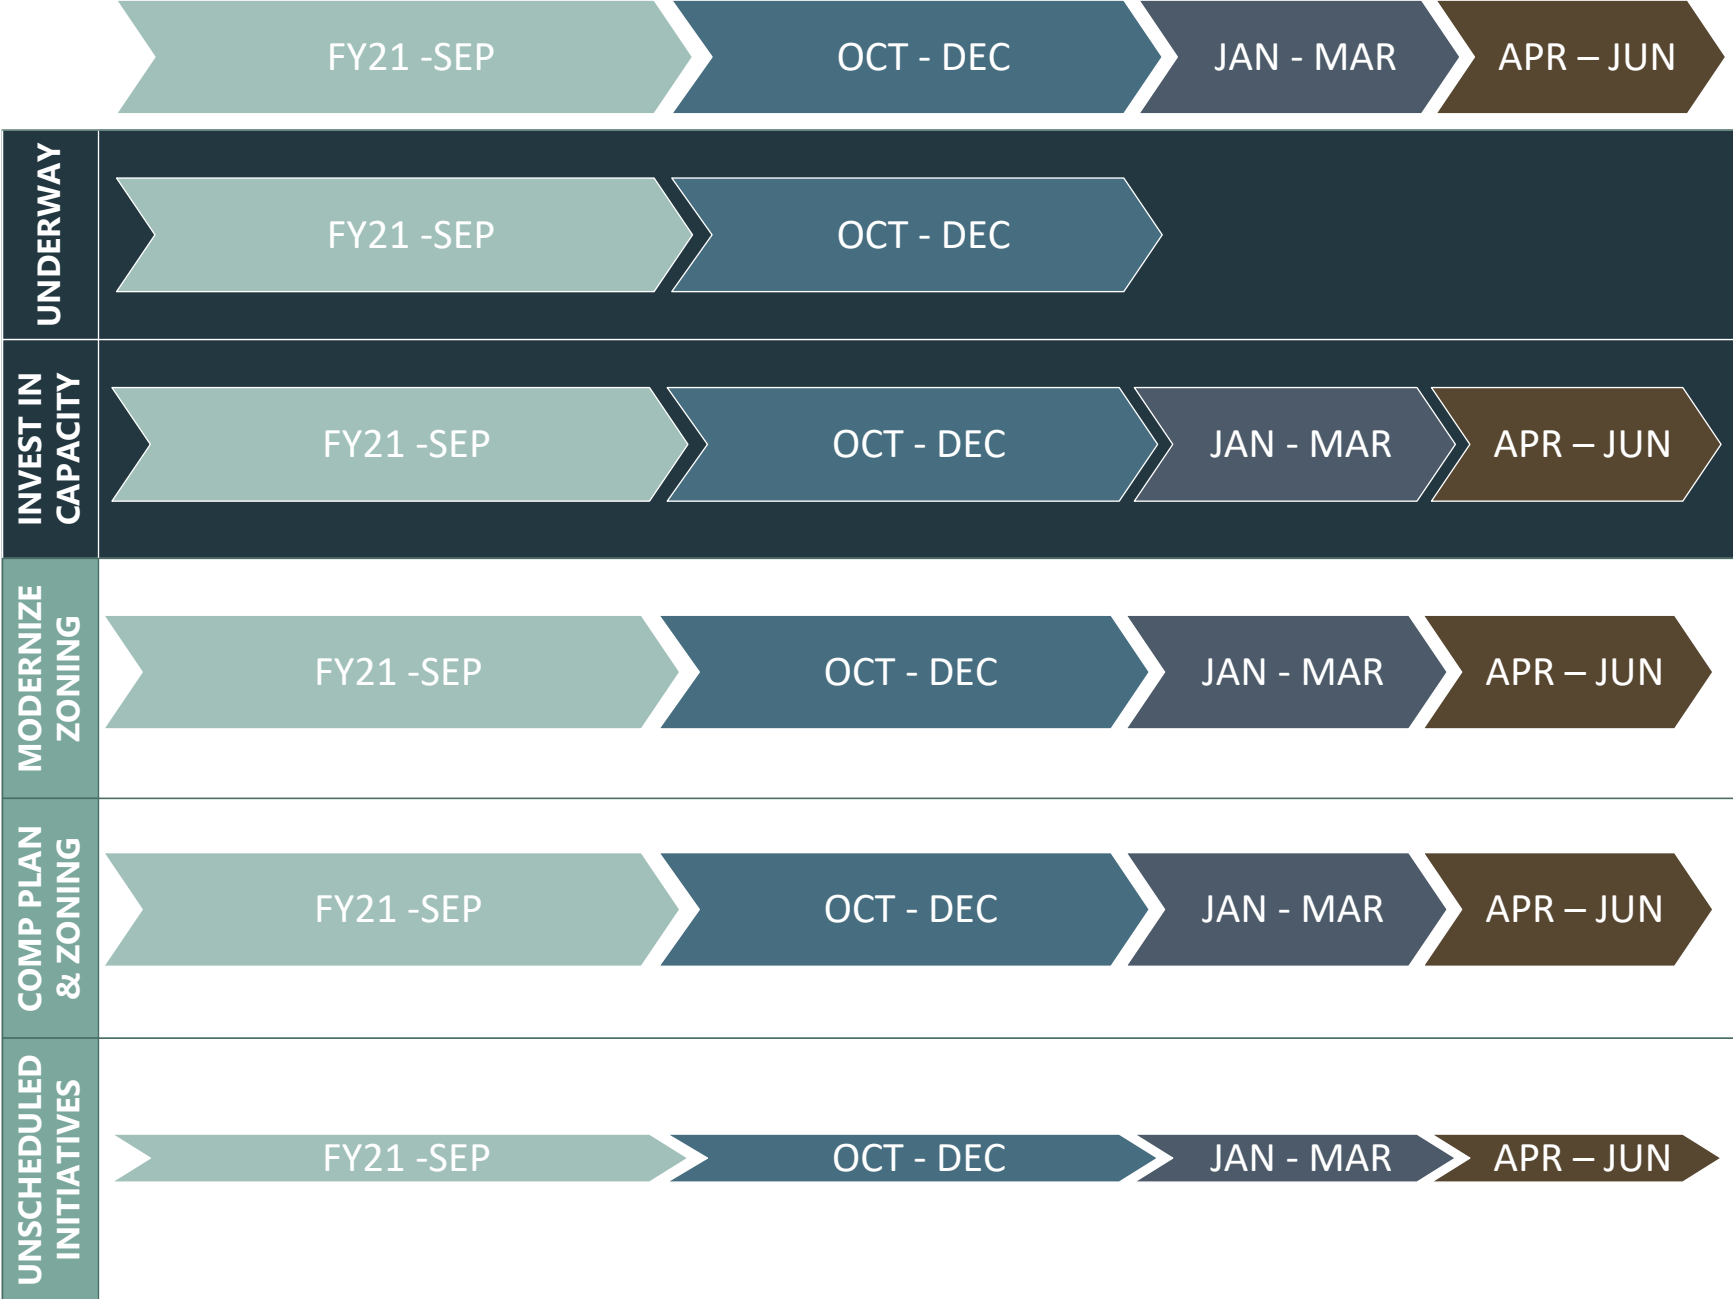 FY21 -SEP
OCT - DEC
JAN - MAR
APR – JUN
UNDERWAY
FY21 -SEP
OCT - DEC
INVEST IN
CAPACITY
FY21 -SEP
OCT - DEC
JAN - MAR
APR – JUN
MODERNIZE
ZONING
FY21 -SEP
OCT - DEC
JAN - MAR
APR – JUN
COMP PLAN
& ZONING
FY21 -SEP
OCT - DEC
JAN - MAR
APR – JUN
UNSCHEDULED
INITIATIVES
FY21 -SEP
OCT - DEC
JAN - MAR
APR – JUN